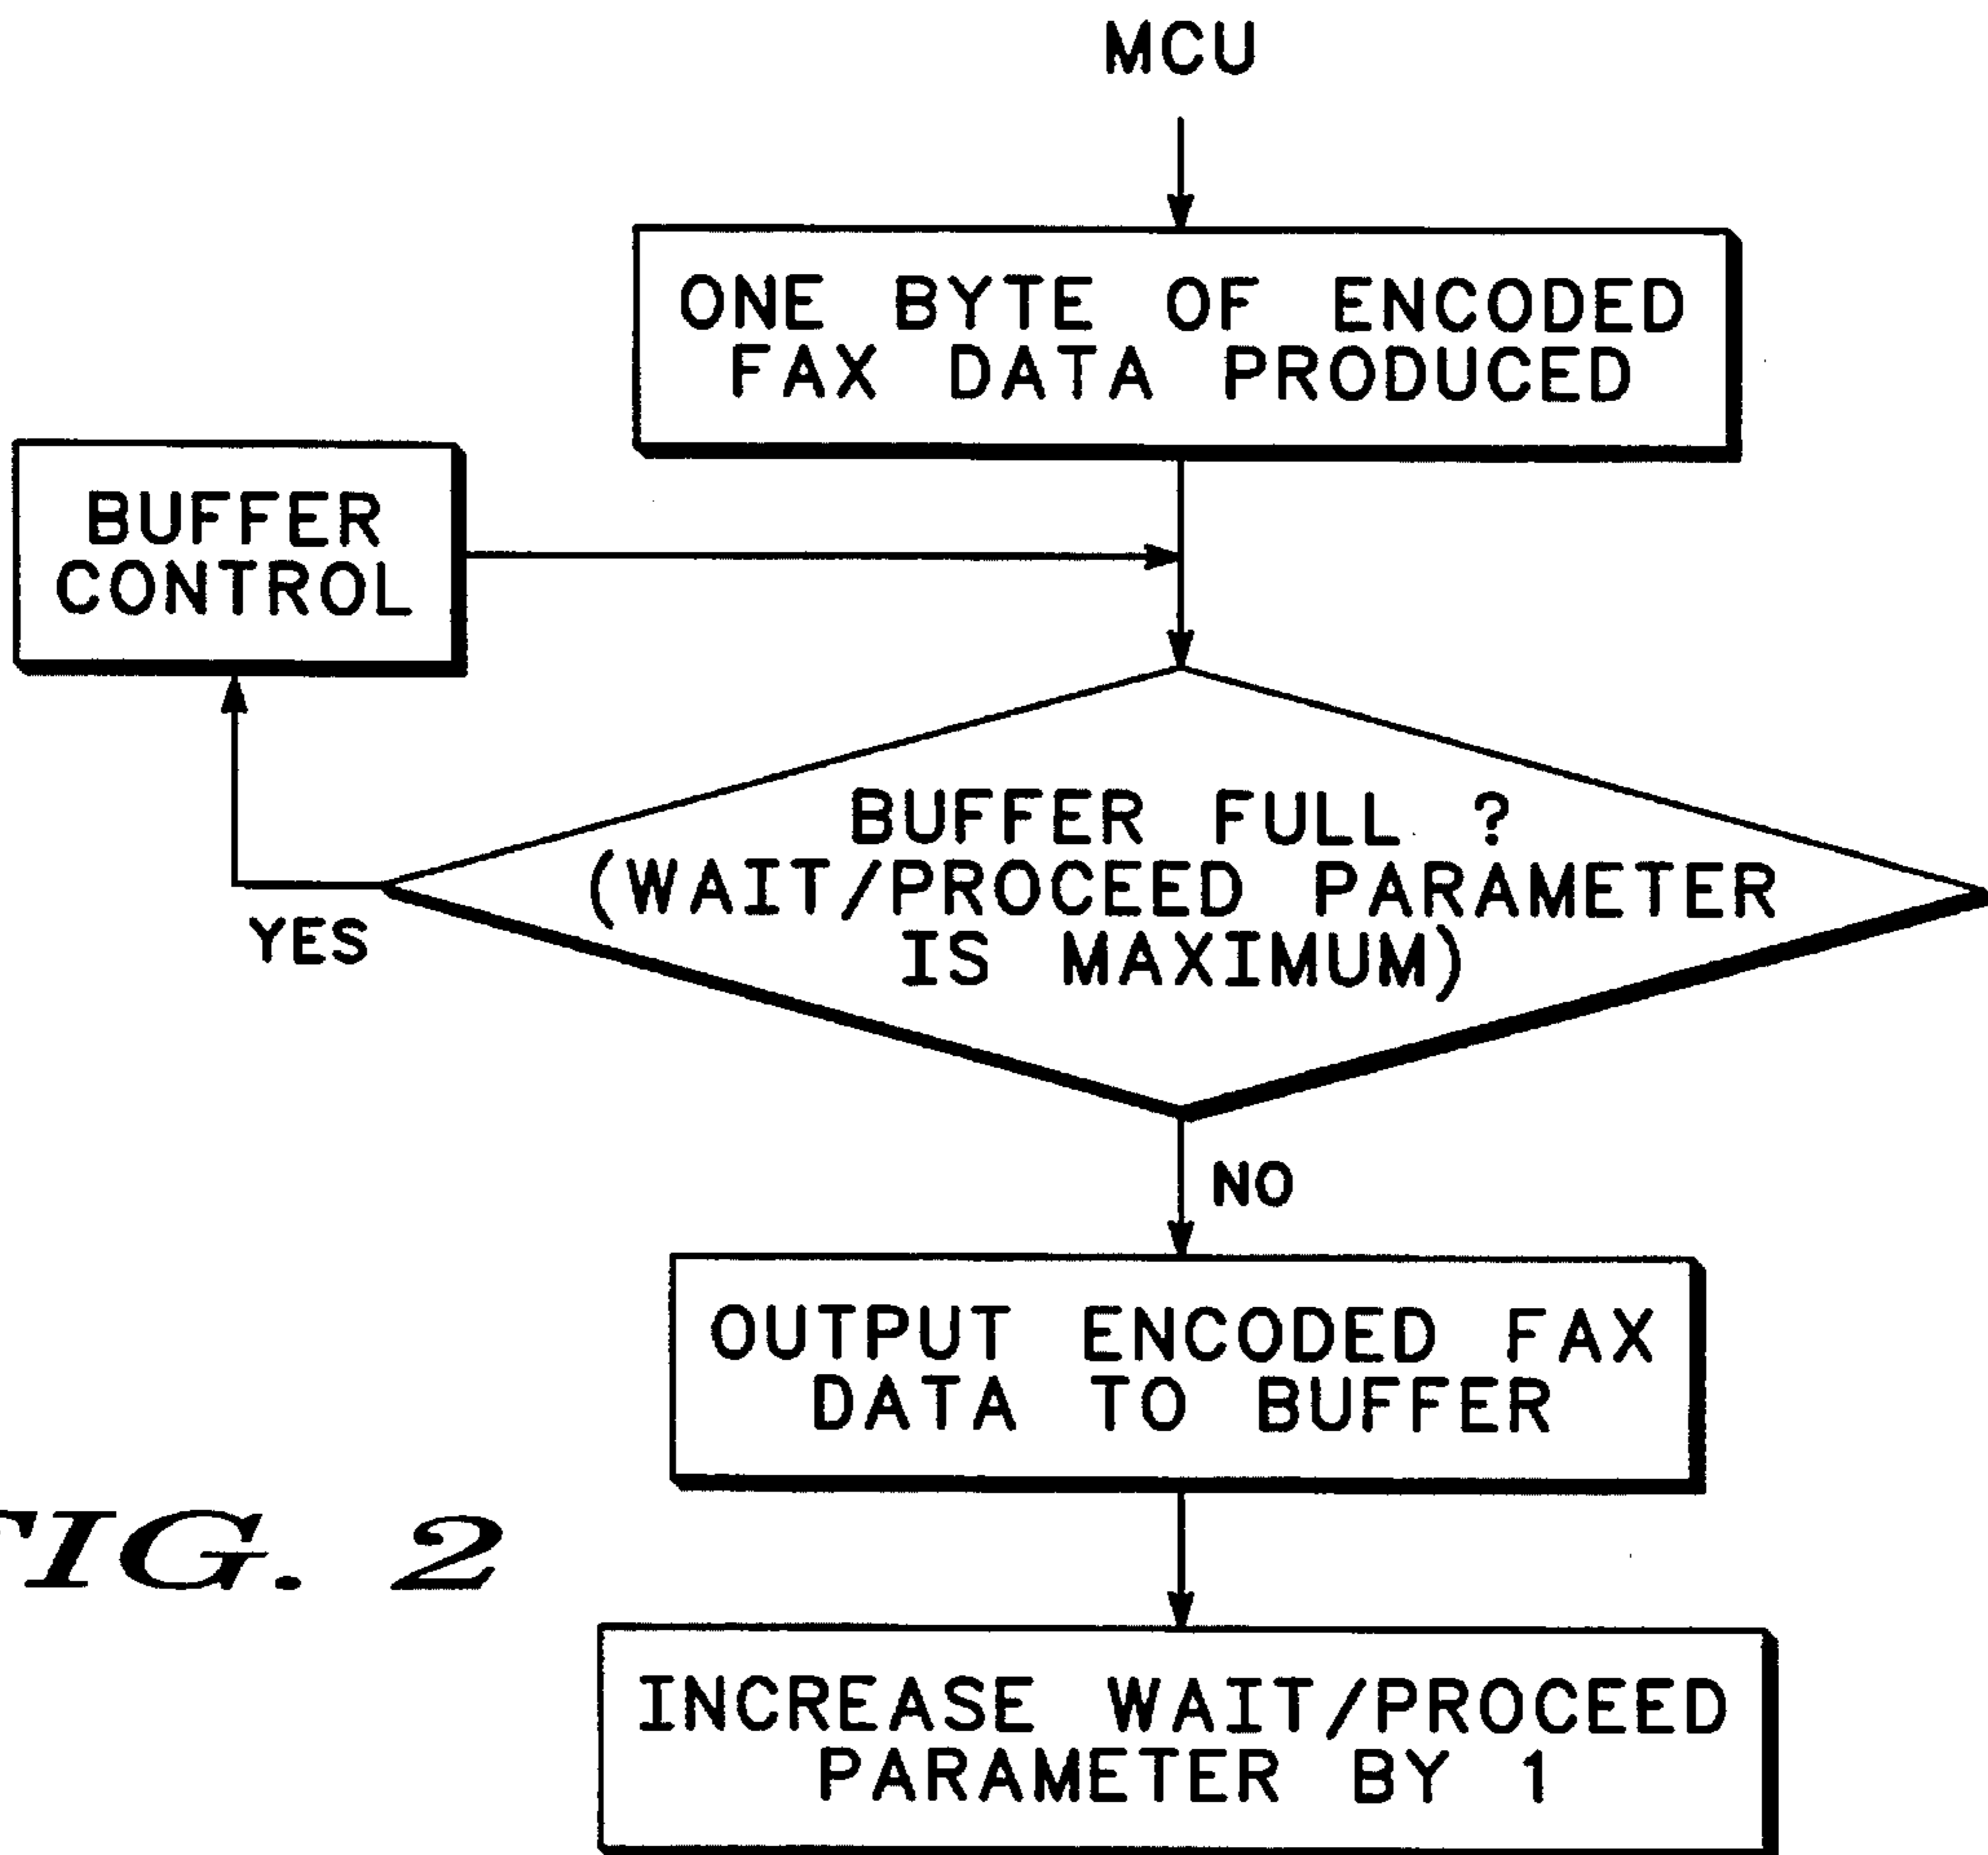 MCU
ONE BYTE OF ENCODED
FAX DATA PRODUCED
BUFFER
CONTROL
BUFFER FULL ?
(WAIT/PROCEED PARAMETER
IS MAXIMUM)
YES
NO
OUTPUT ENCODED FAX
DATA TO BUFFER
FIG. 2
INCREASE WAIT/PROCEED
PARAMETER BY 1